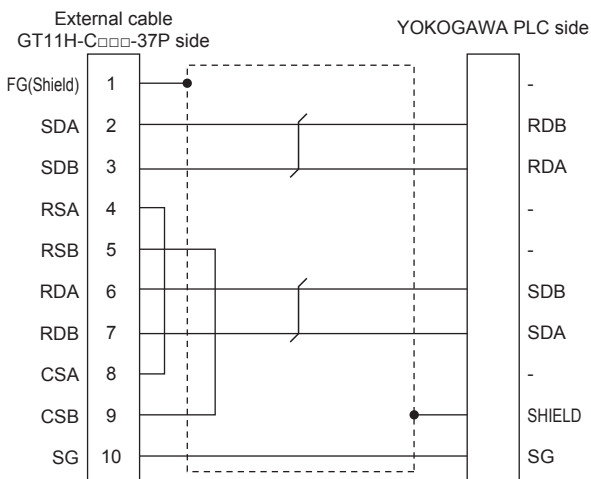 External cable
GT11H-C□□□-37P side
YOKOGAWA PLC side
FG(Shield) 1 -
SDA 2 RDB
SDB 3 RDA
RSA 4 -
RSB 5 -
RDA 6 SDB
RDB 7 SDA
CSA 8 -
CSB 9 SHIELD
SG 10 SG